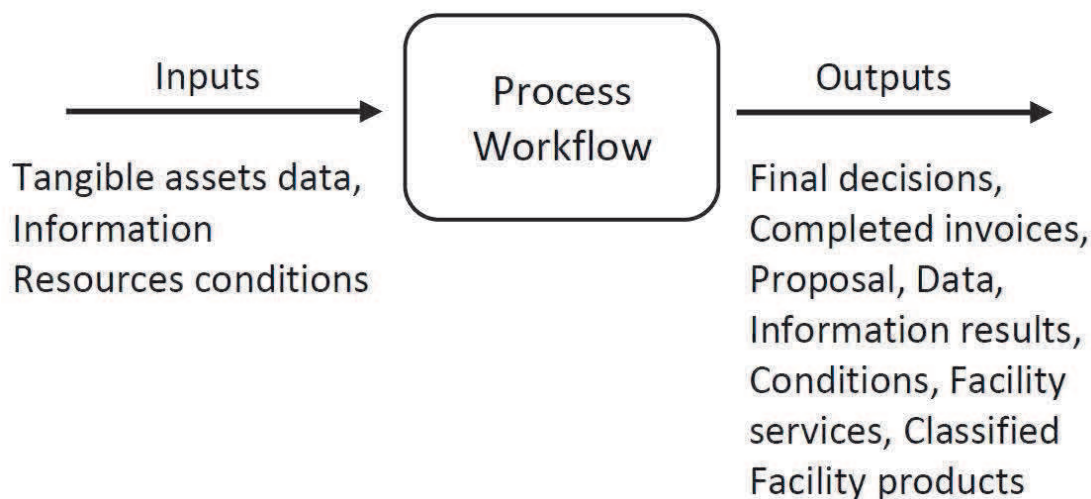 Inputs
Tangible assets data,
Information
Resources conditions
Process
Workflow
Outputs
Final decisions,
Completed invoices,
Proposal, Data,
Information results,
Conditions, Facility
services, Classified
Facility products